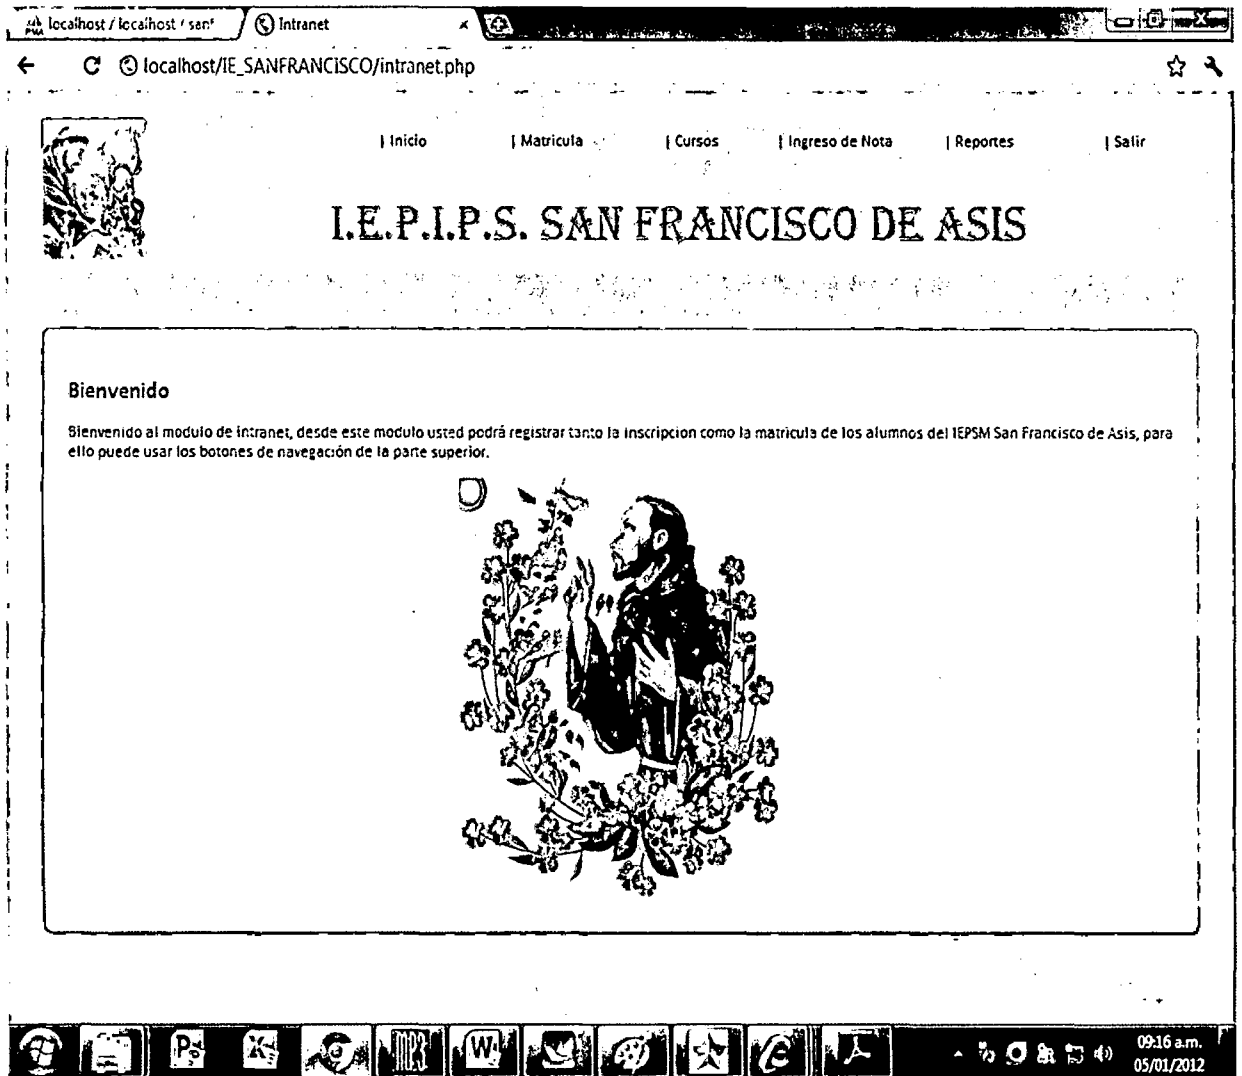 localhost / localhost / sanf
Intranet
localhost/IE_SANFRANCISCO/intranet.php
| Inicio | Matricula | Cursos | Ingreso de Nota | Reportes | Salir
I.E.P.I.P.S. SAN FRANCISCO DE ASIS
Bienvenido
Bienvenido al modulo de intranet, desde este modulo usted podrá registrar tanto la inscripcion como la matricula de los alumnos del IEPSM San Francisco de Asis, para
ello puede usar los botones de navegación de la parte superior.
09:16 a.m.
05/01/2012